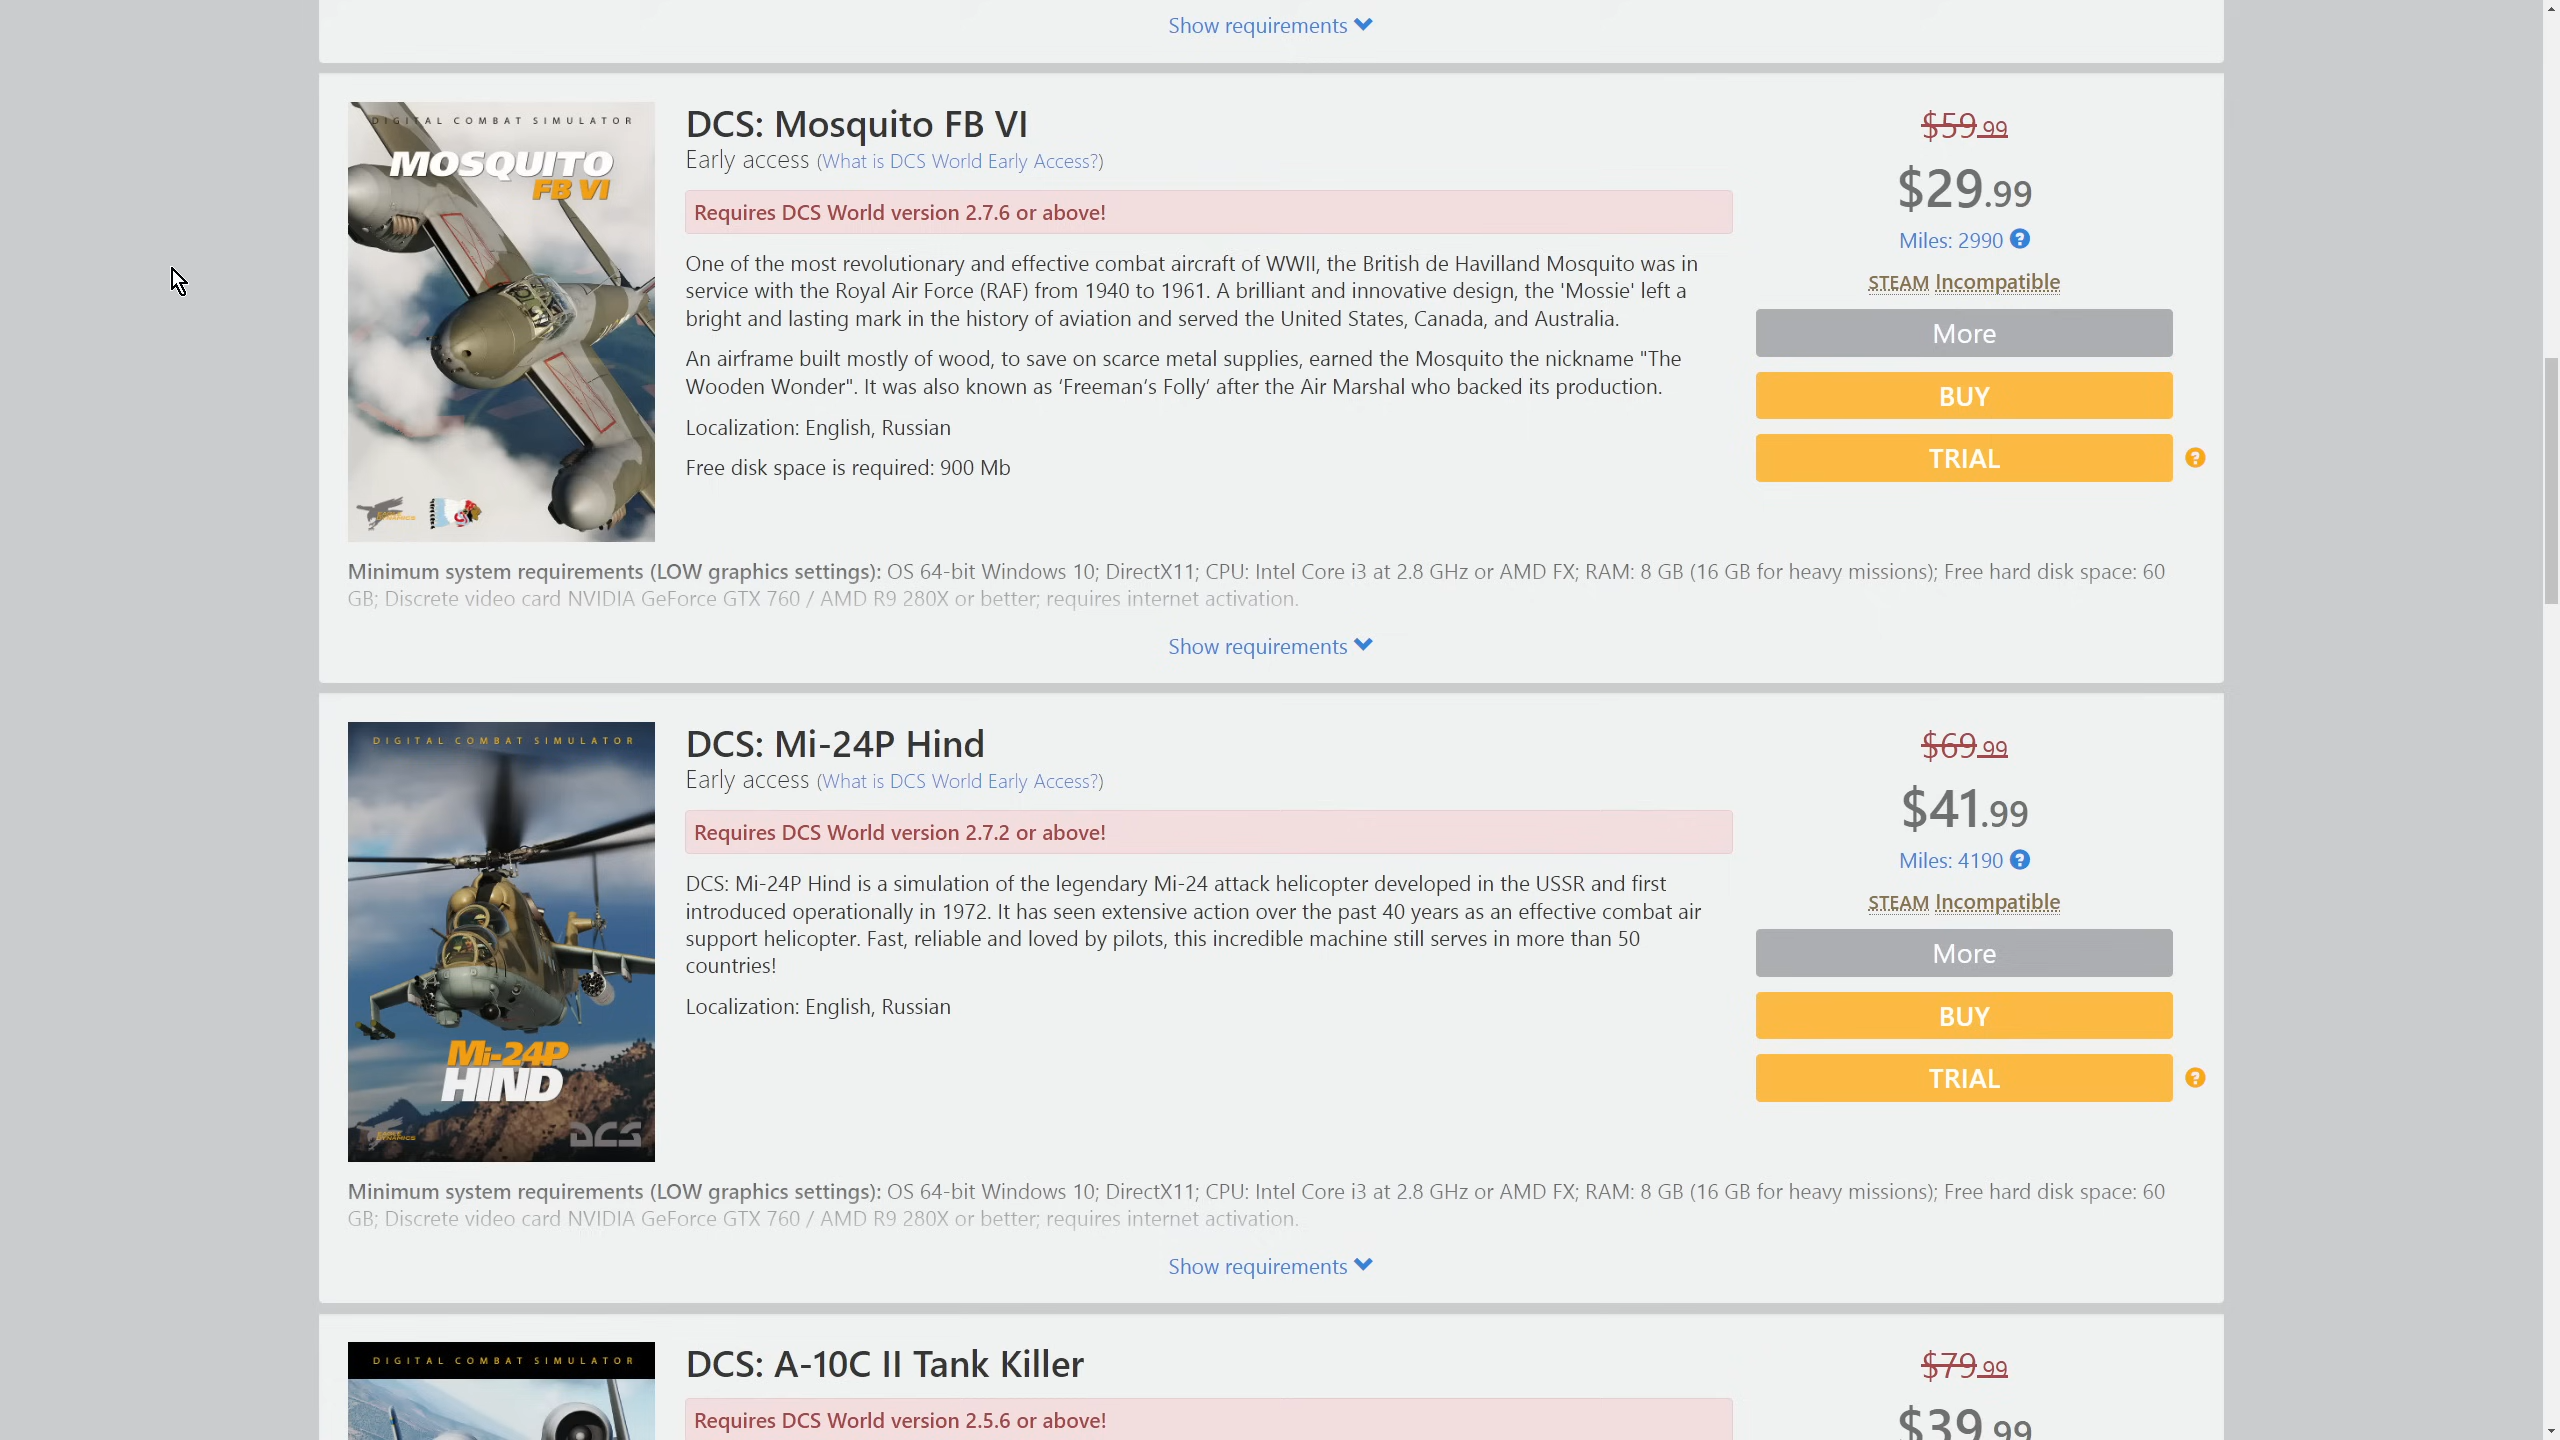 Show requirements
DIGITAL COMBAT SIMULATOR
MOSQUITO
FB VI
EAGLE
DYNAMICS
DCS: Mosquito FB VI
Early access (What is DCS World Early Access?)
Requires DCS World version 2.7.6 or above!
One of the most revolutionary and effective combat aircraft of WWII, the British de Havilland Mosquito was in
service with the Royal Air Force (RAF) from 1940 to 1961. A brilliant and innovative design, the 'Mossie' left a
bright and lasting mark in the history of aviation and served the United States, Canada, and Australia.
An airframe built mostly of wood, to save on scarce metal supplies, earned the Mosquito the nickname "The
Wooden Wonder". It was also known as ‘Freeman’s Folly’ after the Air Marshal who backed its production.
Localization: English, Russian
Free disk space is required: 900 Mb
$59.99
$29.99
Miles: 2990 ?
STEAM Incompatible
More
BUY
TRIAL ?
Minimum system requirements (LOW graphics settings): OS 64-bit Windows 10; DirectX11; CPU: Intel Core i3 at 2.8 GHz or AMD FX; RAM: 8 GB (16 GB for heavy missions); Free hard disk space: 60
GB; Discrete video card NVIDIA GeForce GTX 760 / AMD R9 280X or better; requires internet activation.
Show requirements
DIGITAL COMBAT SIMULATOR
Mi-24P
HIND
EAGLE
DYNAMICS
DCS
DCS: Mi-24P Hind
Early access (What is DCS World Early Access?)
Requires DCS World version 2.7.2 or above!
DCS: Mi-24P Hind is a simulation of the legendary Mi-24 attack helicopter developed in the USSR and first
introduced operationally in 1972. It has seen extensive action over the past 40 years as an effective combat air
support helicopter. Fast, reliable and loved by pilots, this incredible machine still serves in more than 50
countries!
Localization: English, Russian
$69.99
$41.99
Miles: 4190 ?
STEAM Incompatible
More
BUY
TRIAL ?
Minimum system requirements (LOW graphics settings): OS 64-bit Windows 10; DirectX11; CPU: Intel Core i3 at 2.8 GHz or AMD FX; RAM: 8 GB (16 GB for heavy missions); Free hard disk space: 60
GB; Discrete video card NVIDIA GeForce GTX 760 / AMD R9 280X or better; requires internet activation.
Show requirements
DIGITAL COMBAT SIMULATOR
DCS: A-10C II Tank Killer
Requires DCS World version 2.5.6 or above!
$79.99
$39.99